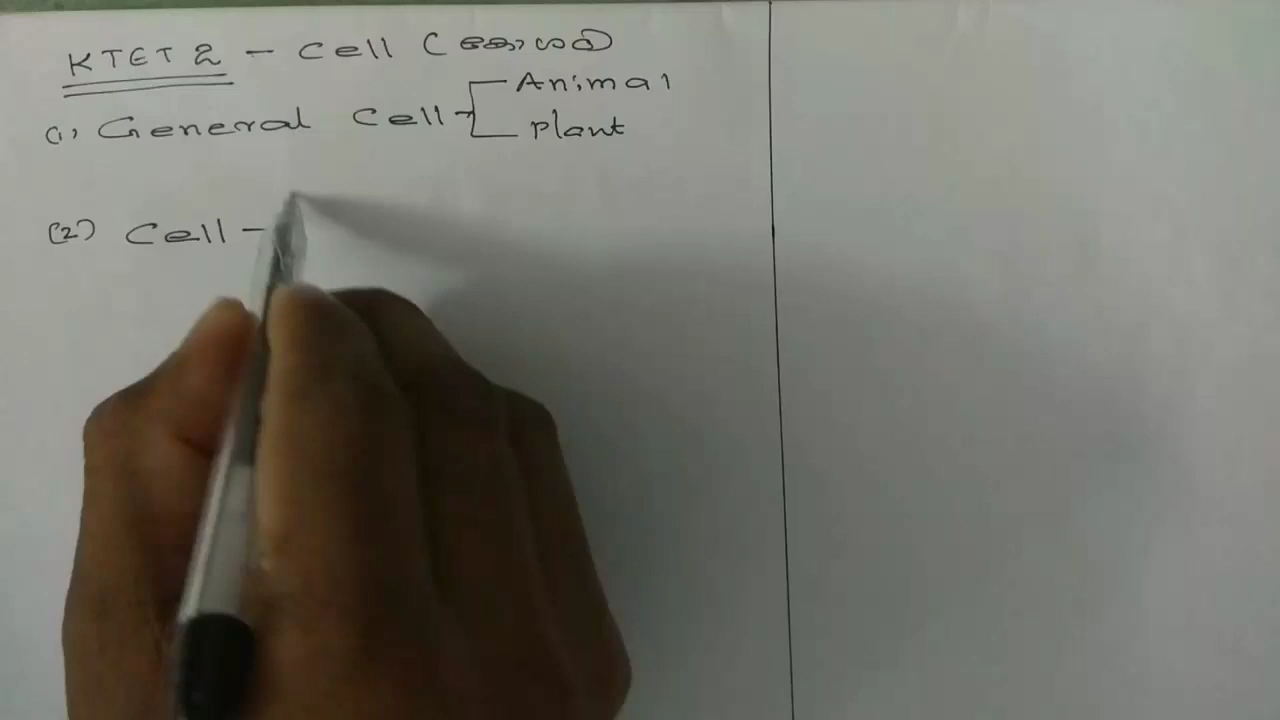 KTET 2 - Cell (കോശം
(1) General Cell - Animal
Plant
(2) Cell -